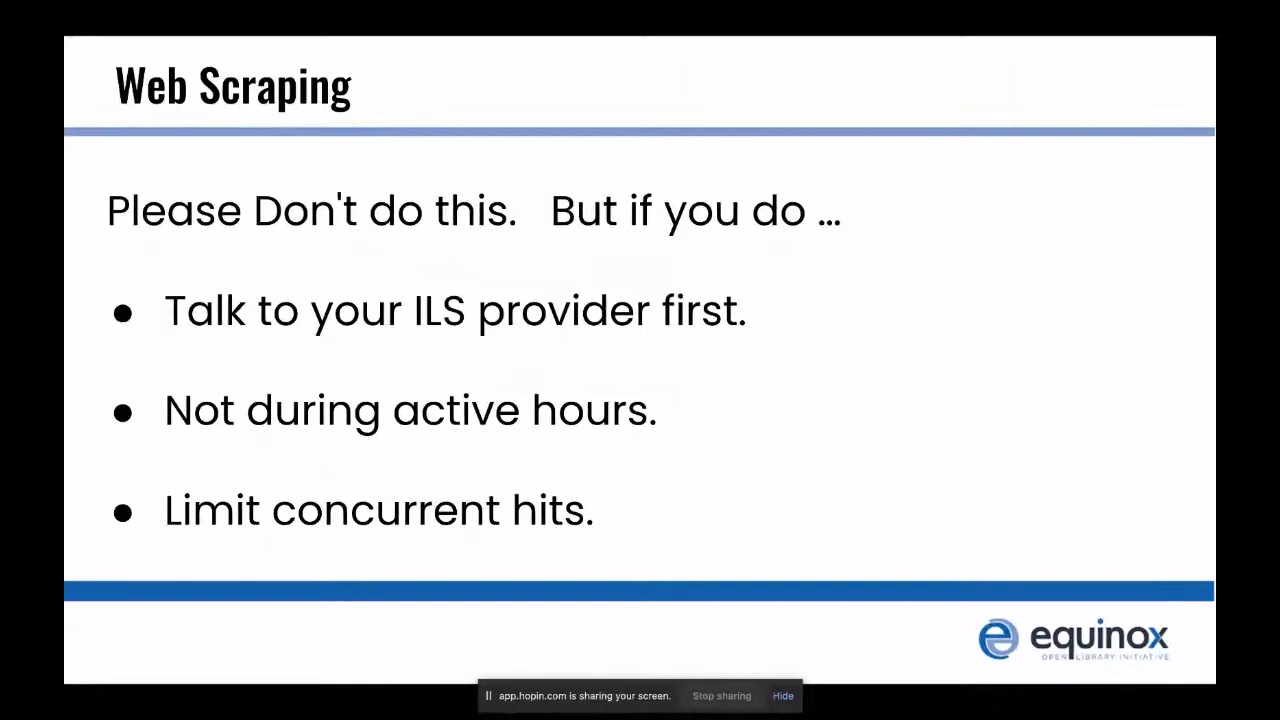 Web Scraping
Please Don't do this.   But if you do ...
● Talk to your ILS provider first.
● Not during active hours.
● Limit concurrent hits.
equinox
OPEN LIBRARY INITIATIVE
app.hopin.com is sharing your screen. Stop sharing Hide